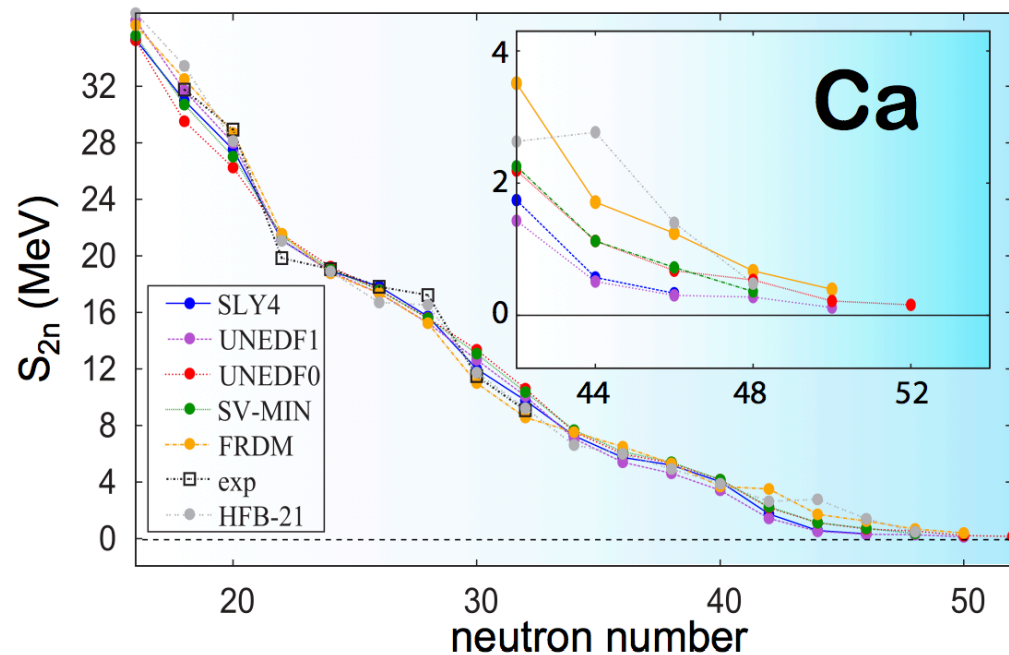 S2n (MeV)
32
28
24
20
16
12
8
4
0
20
30
40
50
neutron number
SLY4
UNEDF1
UNEDF0
SV-MIN
FRDM
exp
HFB-21
Ca
4
2
0
44
48
52